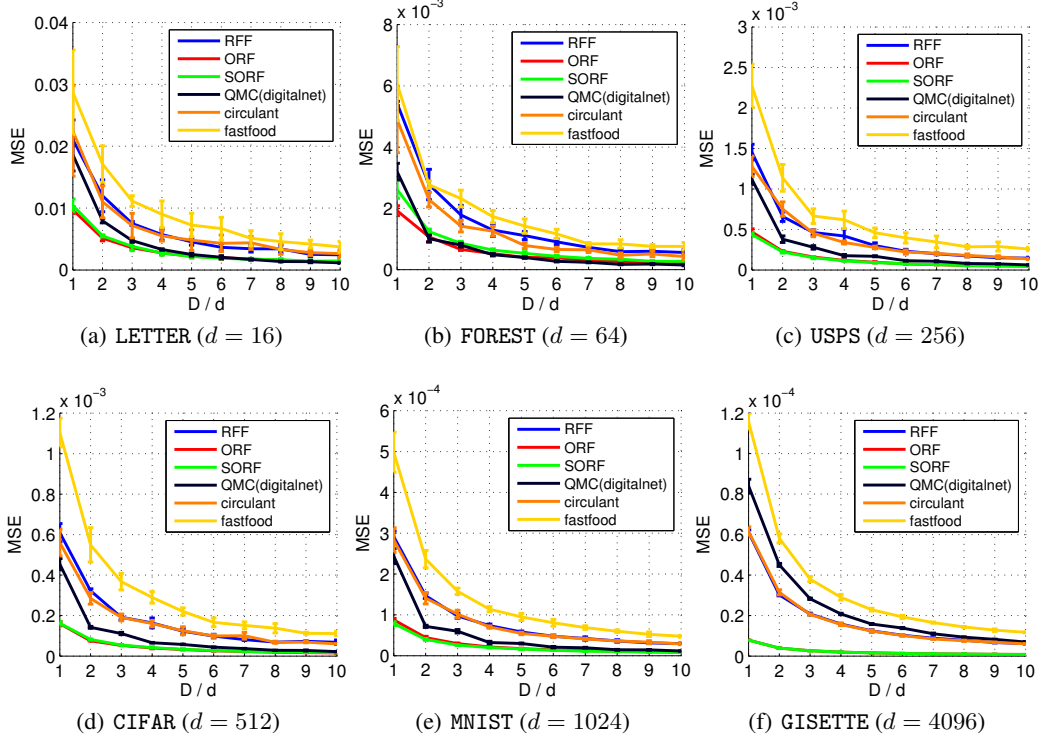 0.04
0.03
0.02
0.01
0
MSE
1 2 3 4 5 6 7 8 9 10
D / d
RFF
ORF
SORF
QMC(digitalnet)
circulant
fastfood
(a) LETTER (d = 16)
x 10⁻³
8
6
4
2
0
MSE
1 2 3 4 5 6 7 8 9 10
D / d
RFF
ORF
SORF
QMC(digitalnet)
circulant
fastfood
(b) FOREST (d = 64)
x 10⁻³
3
2.5
2
1.5
1
0.5
0
MSE
1 2 3 4 5 6 7 8 9 10
D / d
RFF
ORF
SORF
QMC(digitalnet)
circulant
fastfood
(c) USPS (d = 256)
x 10⁻³
1.2
1
0.8
0.6
0.4
0.2
0
MSE
1 2 3 4 5 6 7 8 9 10
D / d
RFF
ORF
SORF
QMC(digitalnet)
circulant
fastfood
(d) CIFAR (d = 512)
x 10⁻⁴
6
5
4
3
2
1
0
MSE
1 2 3 4 5 6 7 8 9 10
D / d
RFF
ORF
SORF
QMC(digitalnet)
circulant
fastfood
(e) MNIST (d = 1024)
x 10⁻⁴
1.2
1
0.8
0.6
0.4
0.2
0
MSE
1 2 3 4 5 6 7 8 9 10
D / d
RFF
ORF
SORF
QMC(digitalnet)
circulant
fastfood
(f) GISETTE (d = 4096)